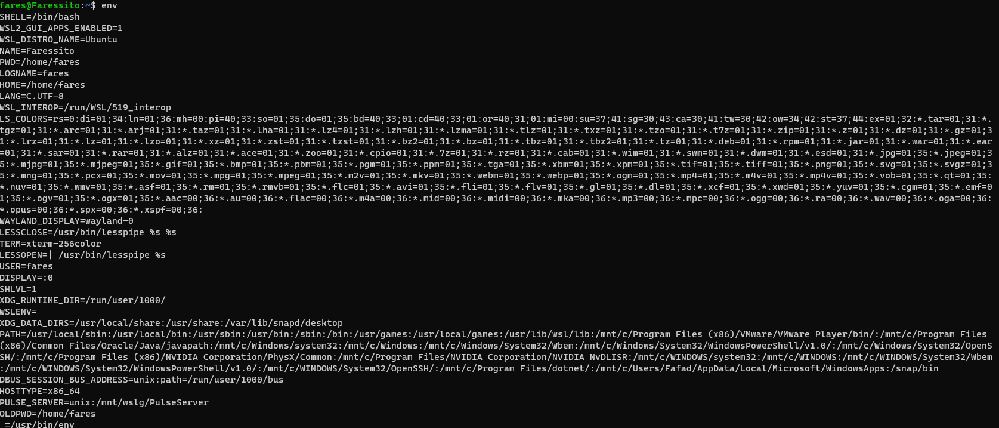 fares@Faressito:~$ env
SHELL=/bin/bash
WSL2_GUI_APPS_ENABLED=1
WSL_DISTRO_NAME=Ubuntu
NAME=Faressito
PWD=/home/fares
LOGNAME=fares
HOME=/home/fares
LANG=C.UTF-8
WSL_INTEROP=/run/WSL/519_interop
LS_COLORS=rs=0:di=01;34:ln=01;36:mh=00:pi=40;33:so=01;35:do=01;35:bd=40;33;01:cd=40;33;01:or=40;31;01:mi=00:su=37;41:sg=30;43:ca=30;41:tw=30;42:ow=34;42:st=37;44:ex=01;32:*.tar=01;31:*.
tgz=01;31:*.arc=01;31:*.arj=01;31:*.taz=01;31:*.lha=01;31:*.lz4=01;31:*.lzh=01;31:*.lzma=01;31:*.tlz=01;31:*.txz=01;31:*.tzo=01;31:*.t7z=01;31:*.zip=01;31:*.z=01;31:*.dz=01;31:*.gz=01;3
1:*.lrz=01;31:*.lz=01;31:*.lzo=01;31:*.xz=01;31:*.zst=01;31:*.tzst=01;31:*.bz2=01;31:*.bz=01;31:*.tbz=01;31:*.tbz2=01;31:*.tz=01;31:*.deb=01;31:*.rpm=01;31:*.jar=01;31:*.war=01;31:*.ear
=01;31:*.sar=01;31:*.rar=01;31:*.alz=01;31:*.ace=01;31:*.zoo=01;31:*.cpio=01;31:*.7z=01;31:*.rz=01;31:*.cab=01;31:*.wim=01;31:*.swm=01;31:*.dwm=01;31:*.esd=01;31:*.jpg=01;35:*.jpeg=01;3
5:*.mjpg=01;35:*.mjpeg=01;35:*.gif=01;35:*.bmp=01;35:*.pbm=01;35:*.pgm=01;35:*.ppm=01;35:*.tga=01;35:*.xbm=01;35:*.xpm=01;35:*.tif=01;35:*.tiff=01;35:*.png=01;35:*.svg=01;35:*.svgz=01;3
5:*.mng=01;35:*.pcx=01;35:*.mov=01;35:*.mpg=01;35:*.mpeg=01;35:*.m2v=01;35:*.mkv=01;35:*.webm=01;35:*.webp=01;35:*.ogm=01;35:*.mp4=01;35:*.m4v=01;35:*.mp4v=01;35:*.vob=01;35:*.qt=01;35:
*.nuv=01;35:*.wmv=01;35:*.asf=01;35:*.rm=01;35:*.rmvb=01;35:*.flc=01;35:*.avi=01;35:*.fli=01;35:*.flv=01;35:*.gl=01;35:*.dl=01;35:*.xcf=01;35:*.xwd=01;35:*.yuv=01;35:*.cgm=01;35:*.emf=0
1;35:*.ogv=01;35:*.ogx=01;35:*.aac=00;36:*.au=00;36:*.flac=00;36:*.m4a=00;36:*.mid=00;36:*.midi=00;36:*.mka=00;36:*.mp3=00;36:*.mpc=00;36:*.ogg=00;36:*.ra=00;36:*.wav=00;36:*.oga=00;36:
*.opus=00;36:*.spx=00;36:*.xspf=00;36:
WAYLAND_DISPLAY=wayland-0
LESSCLOSE=/usr/bin/lesspipe %s %s
TERM=xterm-256color
LESSOPEN=| /usr/bin/lesspipe %s
USER=fares
DISPLAY=:0
SHLVL=1
XDG_RUNTIME_DIR=/run/user/1000/
WSLENV=
XDG_DATA_DIRS=/usr/local/share:/usr/share:/var/lib/snapd/desktop
PATH=/usr/local/sbin:/usr/local/bin:/usr/sbin:/usr/bin:/sbin:/bin:/usr/games:/usr/local/games:/usr/lib/wsl/lib:/mnt/c/Program Files (x86)/VMware/VMware Player/bin/:/mnt/c/Program Files
(x86)/Common Files/Oracle/Java/javapath:/mnt/c/Windows/system32:/mnt/c/Windows:/mnt/c/Windows/System32/Wbem:/mnt/c/Windows/System32/WindowsPowerShell/v1.0/:/mnt/c/Windows/System32/OpenS
SH/:/mnt/c/Program Files (x86)/NVIDIA Corporation/PhysX/Common:/mnt/c/Program Files/NVIDIA Corporation/NVIDIA NvDLISR:/mnt/c/WINDOWS/system32:/mnt/c/WINDOWS:/mnt/c/WINDOWS/System32/Wbem
:/mnt/c/WINDOWS/System32/WindowsPowerShell/v1.0/:/mnt/c/WINDOWS/System32/OpenSSH/:/mnt/c/Program Files/dotnet/:/mnt/c/Users/Fafad/AppData/Local/Microsoft/WindowsApps:/snap/bin
DBUS_SESSION_BUS_ADDRESS=unix:path=/run/user/1000/bus
HOSTTYPE=x86_64
PULSE_SERVER=unix:/mnt/wslg/PulseServer
OLDPWD=/home/fares
=/usr/bin/env